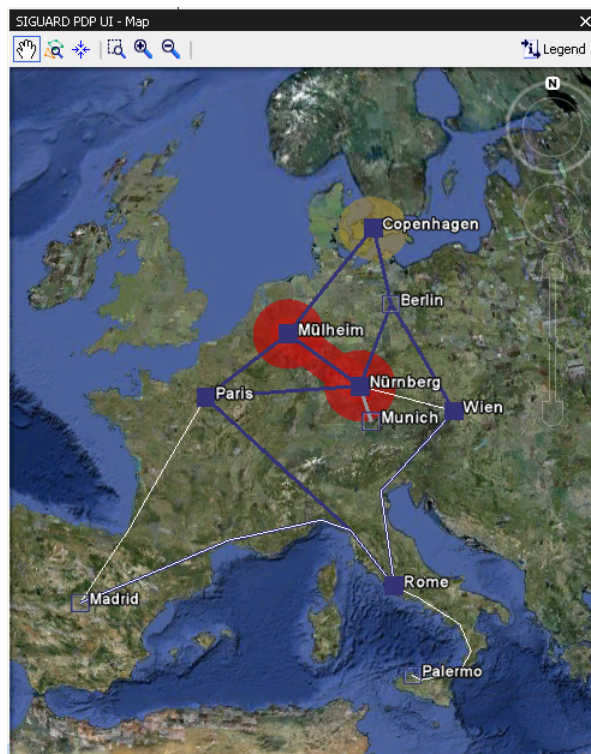 SIGUARD PDP UI - Map
Legend
N
Copenhagen
Berlin
Mülheim
Nürnberg
Paris
Wien
Munich
Rome
Madrid
Palermo